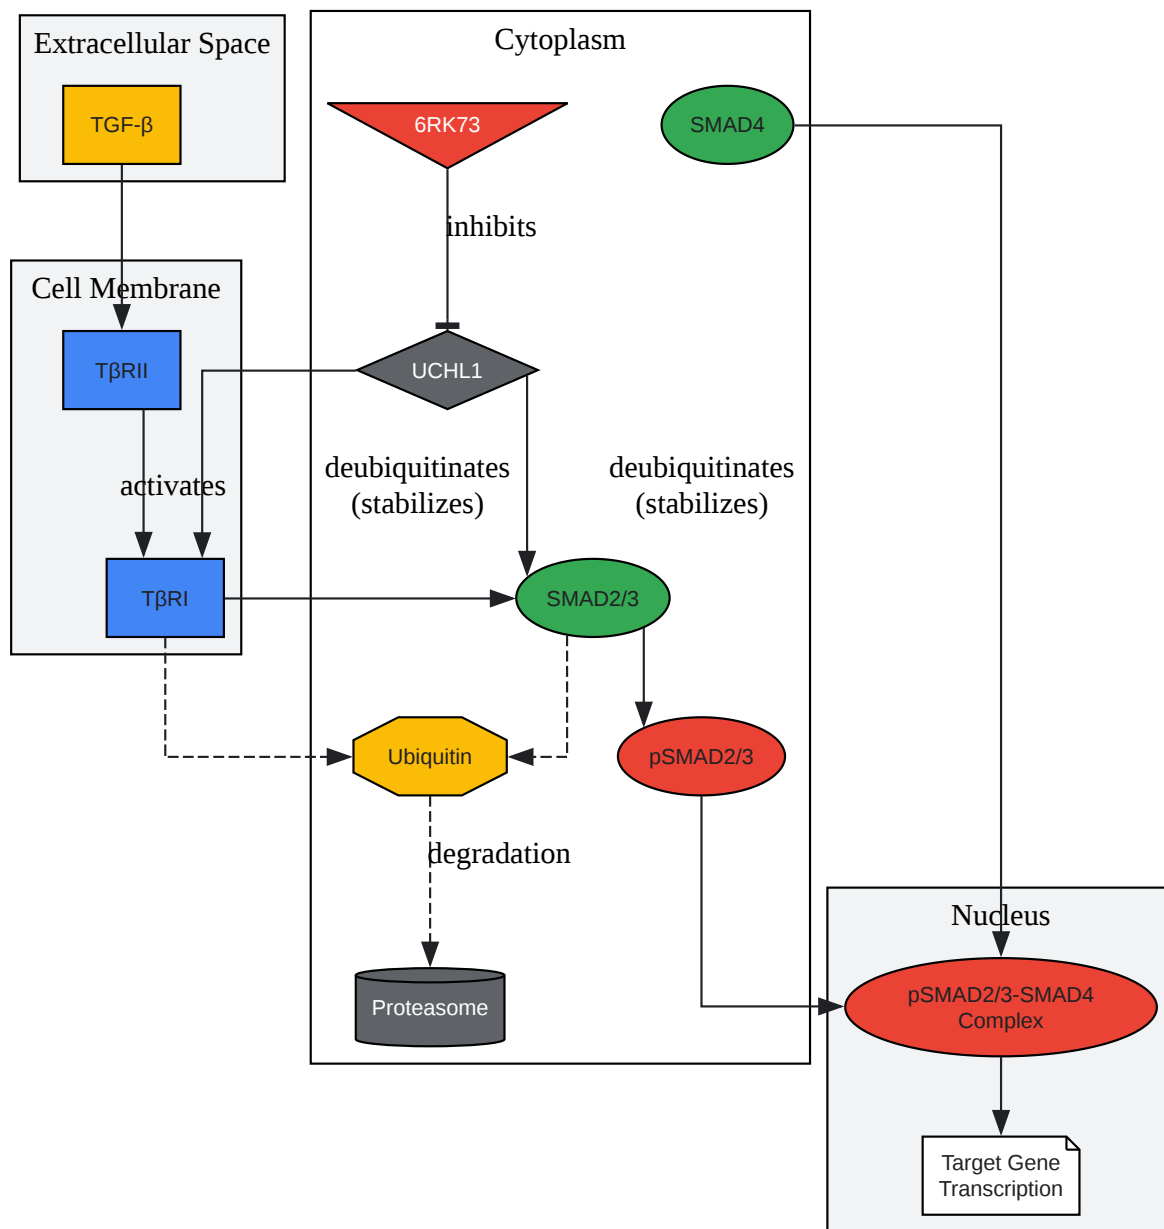 Extracellular Space
Cytoplasm
TGF-β
6RK73
SMAD4
inhibits
Cell Membrane
TβRII
UCHL1
activates
deubiquitinates
(stabilizes)
deubiquitinates
(stabilizes)
TβRI
SMAD2/3
Ubiquitin
pSMAD2/3
degradation
Nucleus
Proteasome
pSMAD2/3-SMAD4
Complex
Target Gene
Transcription